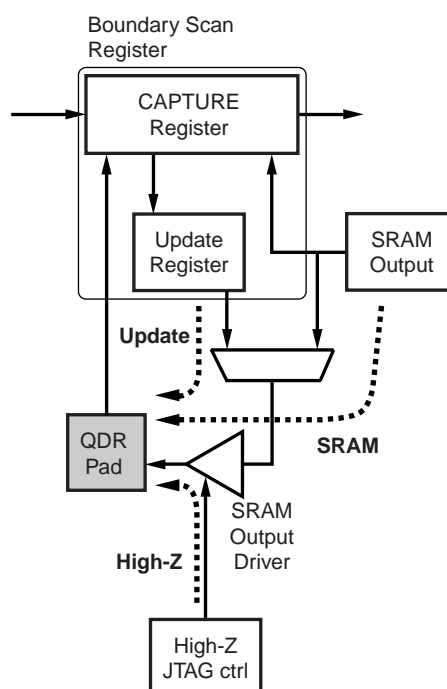 Boundary Scan
Register
CAPTURE
Register
Update
Register
SRAM
Output
Update
QDR
Pad
SRAM
SRAM
Output
Driver
High-Z
High-Z
JTAG ctrl